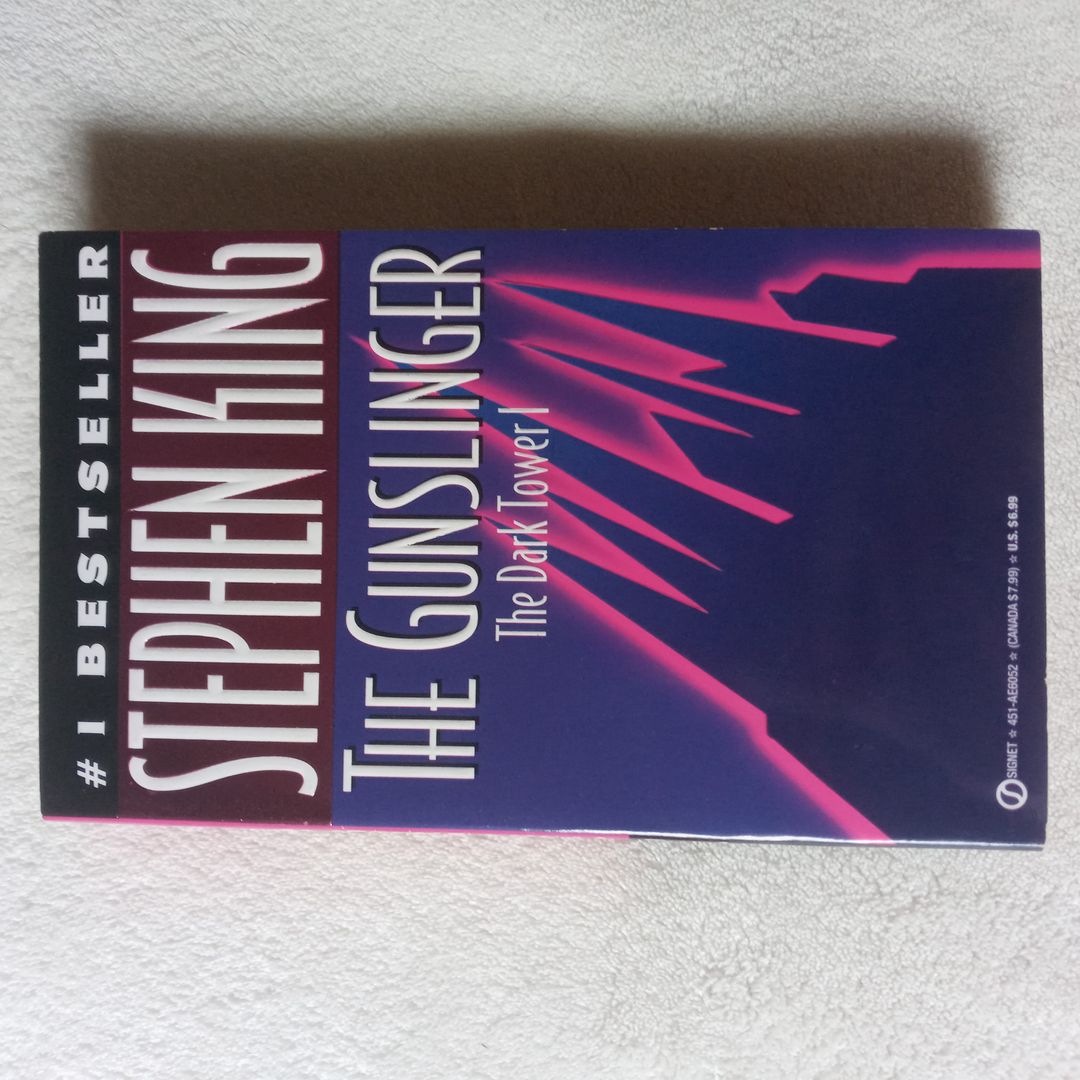 #1 BESTSELLER
STEPHEN KING
THE GUNSLINGER
The Dark Tower I
SIGNET ☆ 451-AE6052 ☆ (CANADA $7.99) ☆ U.S. $6.99